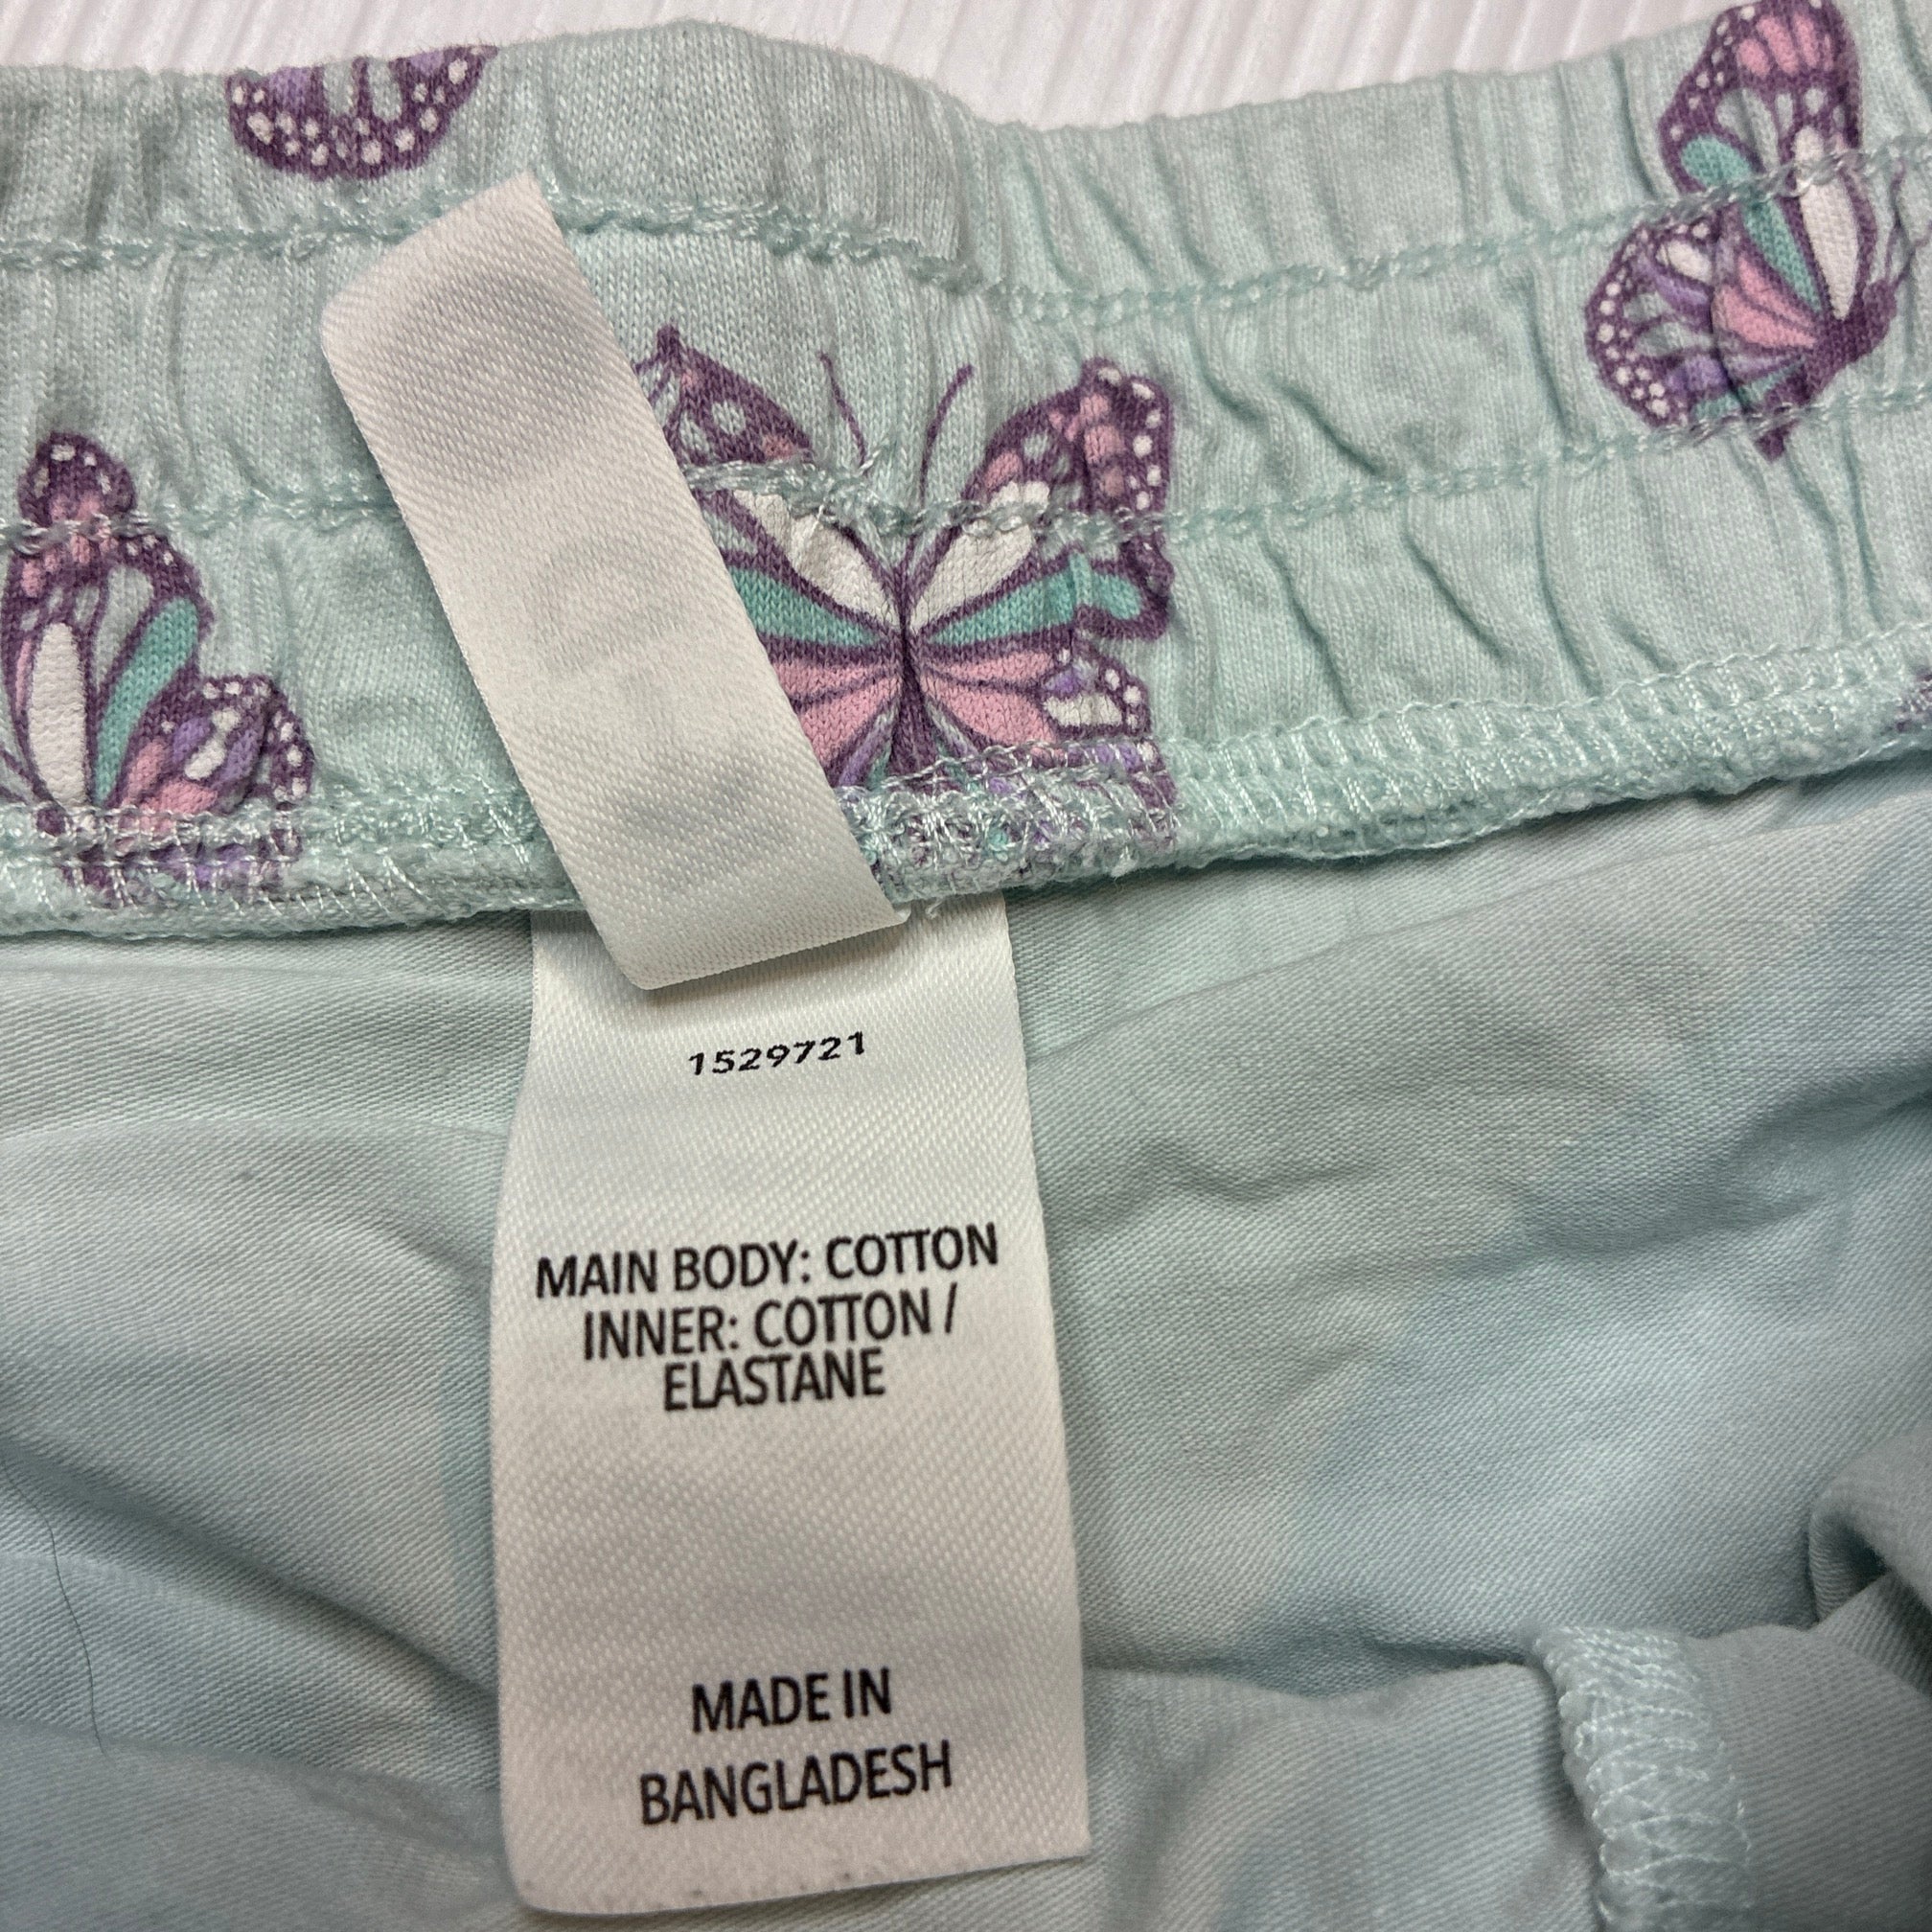 1529721
MAIN BODY: COTTON
INNER: COTTON /
ELASTANE
MADE IN
BANGLADESH